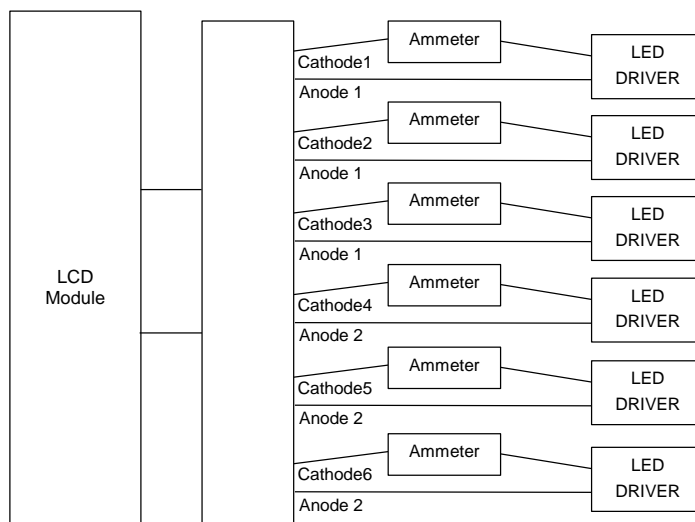 Ammeter
LED
DRIVER
Cathode1
Anode 1
Ammeter
LED
DRIVER
Cathode2
Anode 1
Ammeter
LED
DRIVER
Cathode3
Anode 1
LCD
Module
Ammeter
LED
DRIVER
Cathode4
Anode 2
Ammeter
LED
DRIVER
Cathode5
Anode 2
Ammeter
LED
DRIVER
Cathode6
Anode 2